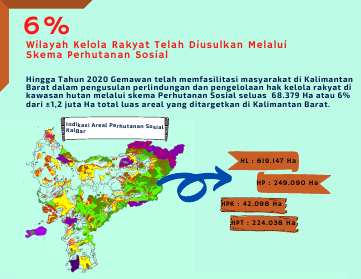 6%
Wilayah Kelola Rakyat Telah Diusulkan Melalui
Skema Perhutanan Sosial
Hingga Tahun 2020 Gemawan telah memfasilitasi masyarakat di Kalimantan
Barat dalam pengusulan perlindungan dan pengelolaan hak kelola rakyat di
kawasan hutan melalui skema Perhutanan Sosial seluas 68.379 Ha atau 6%
dari ±1,2 juta Ha total luas areal yang ditargetkan di Kalimantan Barat.
Indikasi Areal Perhutanan Sosial
KalBar
HL : 619.147 Ha
HP : 249.090 Ha
HPK : 42.098 Ha
HPT : 224.038 Ha